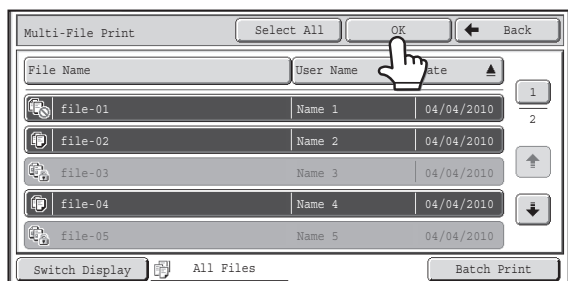 Multi-File Print Select All OK Back
File Name User Name ate
file-01 Name 1 04/04/2010
file-02 Name 2 04/04/2010
file-03 Name 3 04/04/2010
file-04 Name 4 04/04/2010
file-05 Name 5 04/04/2010
1
2
Switch Display All Files Batch Print